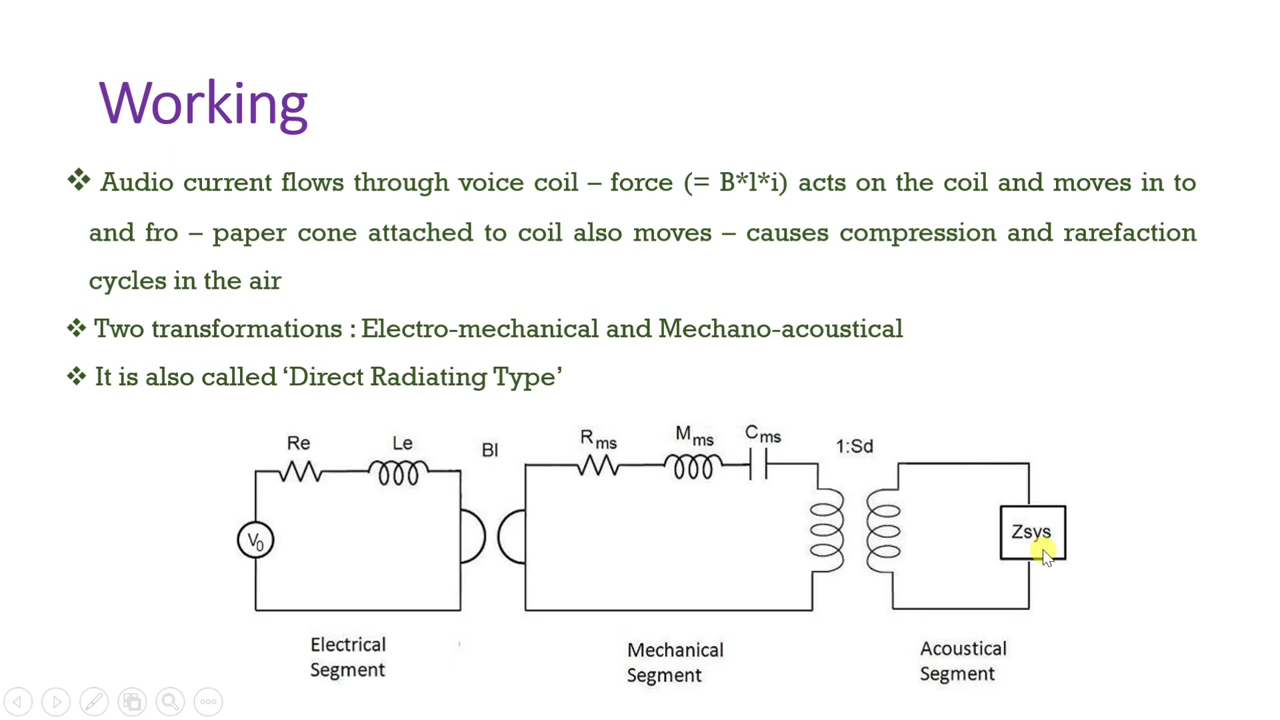 Working
❖ Audio current flows through voice coil – force (= B*l*i) acts on the coil and moves in to
and fro – paper cone attached to coil also moves – causes compression and rarefaction
cycles in the air
❖ Two transformations : Electro-mechanical and Mechano-acoustical
❖ It is also called ‘Direct Radiating Type’
Re Le Bl Rms Mms Cms 1:Sd
V0 Zsys
Electrical
Segment
Mechanical
Segment
Acoustical
Segment